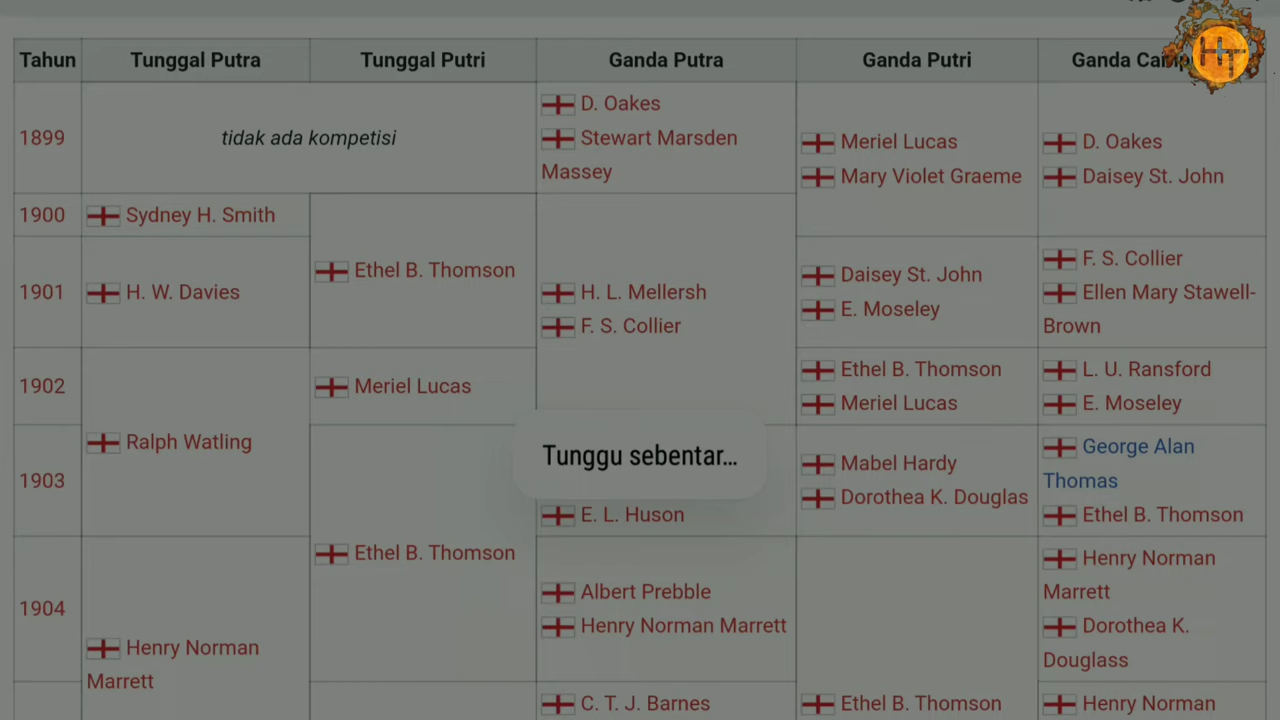 Tahun
Tunggal Putra
Tunggal Putri
Ganda Putra
Ganda Putri
Ganda
HT
1899
tidak ada kompetisi
D. Oakes
Stewart Marsden
Massey
Meriel Lucas
Mary Violet Graeme
D. Oakes
Daisey St. John
1900
Sydney H. Smith
Ethel B. Thomson
1901
H. W. Davies
H. L. Mellersh
F. S. Collier
Daisey St. John
E. Moseley
F. S. Collier
Ellen Mary Stawell-
Brown
1902
Ralph Watling
Meriel Lucas
Ethel B. Thomson
Meriel Lucas
L. U. Ransford
E. Moseley
1903
Tunggu sebentar...
E. L. Huson
Mabel Hardy
Dorothea K. Douglas
George Alan
Thomas
Ethel B. Thomson
1904
Henry Norman
Marrett
Ethel B. Thomson
Albert Prebble
Henry Norman Marrett
Henry Norman
Marrett
Dorothea K.
Douglass
C. T. J. Barnes
Ethel B. Thomson
Henry Norman